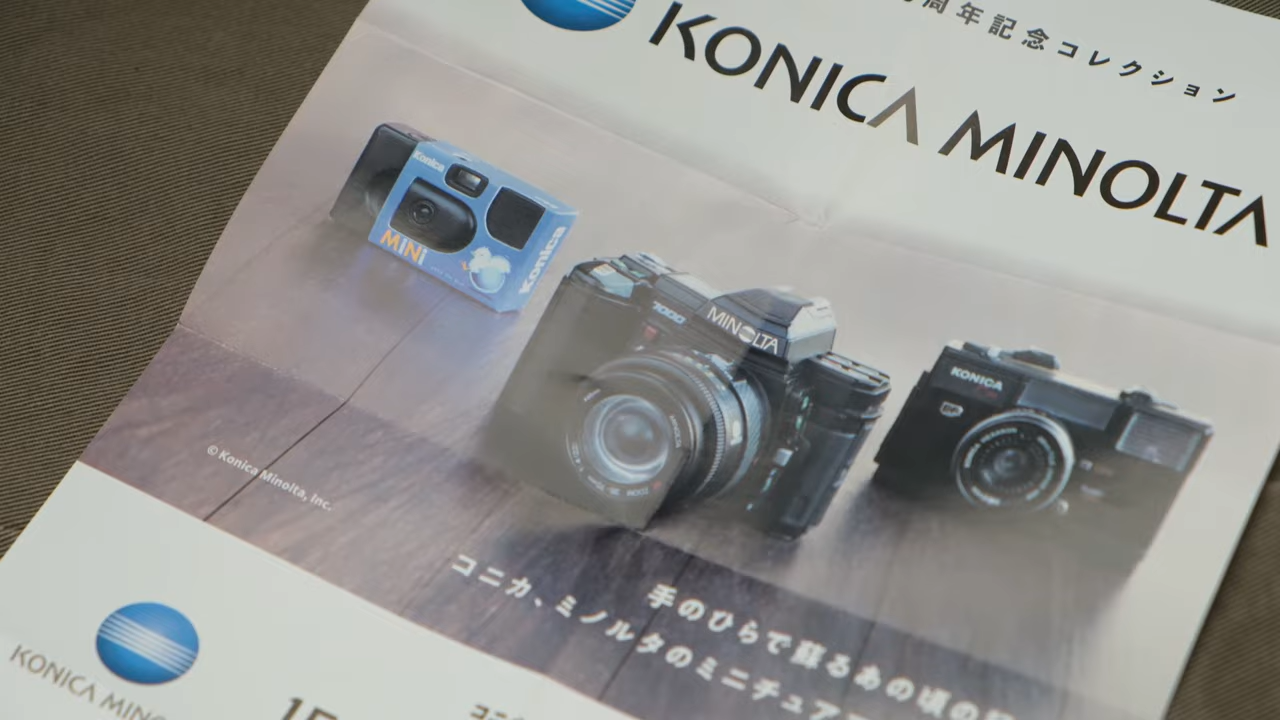 周年記念コレクション
KONICA MINOLTA
Konica
MINI
Konica
7000
MINOLTA
KONICA
© Konica Minolta, Inc.
手のひらで蘇るあの頃の
コニカ、ミノルタのミニチュア
KONICA MINO